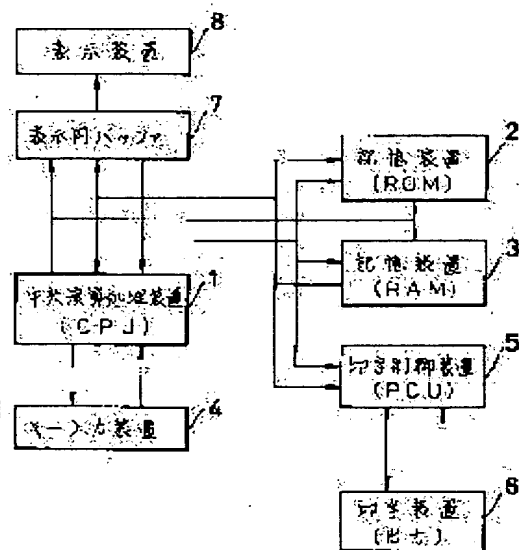 8
表示装置
7
表示用バッファ
2
記憶装置
(ROM)
3
記憶装置
(RAM)
1
中央演算処理装置
(CPU)
5
印字制御装置
(PCU)
4
キー入力装置
6
印字装置